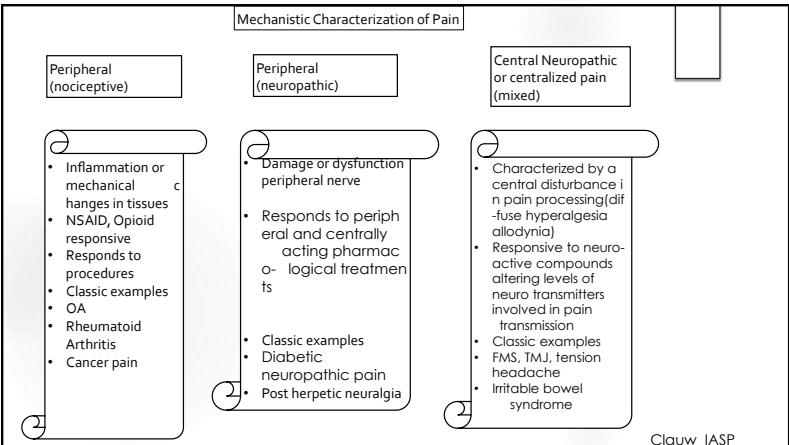 Mechanistic Characterization of Pain
Peripheral
(nociceptive)
Peripheral
(neuropathic)
Central Neuropathic
or centralized pain
(mixed)
• Inflammation or
mechanical c
hanges in tissues
• NSAID, Opioid
responsive
• Responds to
procedures
• Classic examples
• OA
• Rheumatoid
Arthritis
• Cancer pain
• Damage or dysfunction
peripheral nerve
• Responds to periph
eral and centrally
acting pharmac
o- logical treatmen
ts
• Classic examples
• Diabetic
neuropathic pain
• Post herpetic neuralgia
• Characterized by a
central disturbance i
n pain processing(dif
-fuse hyperalgesia
allodynia)
• Responsive to neuro-
active compounds
altering levels of
neuro transmitters
involved in pain
transmission
• Classic examples
• FMS, TMJ, tension
headache
• Irritable bowel
syndrome
Clauw IASP